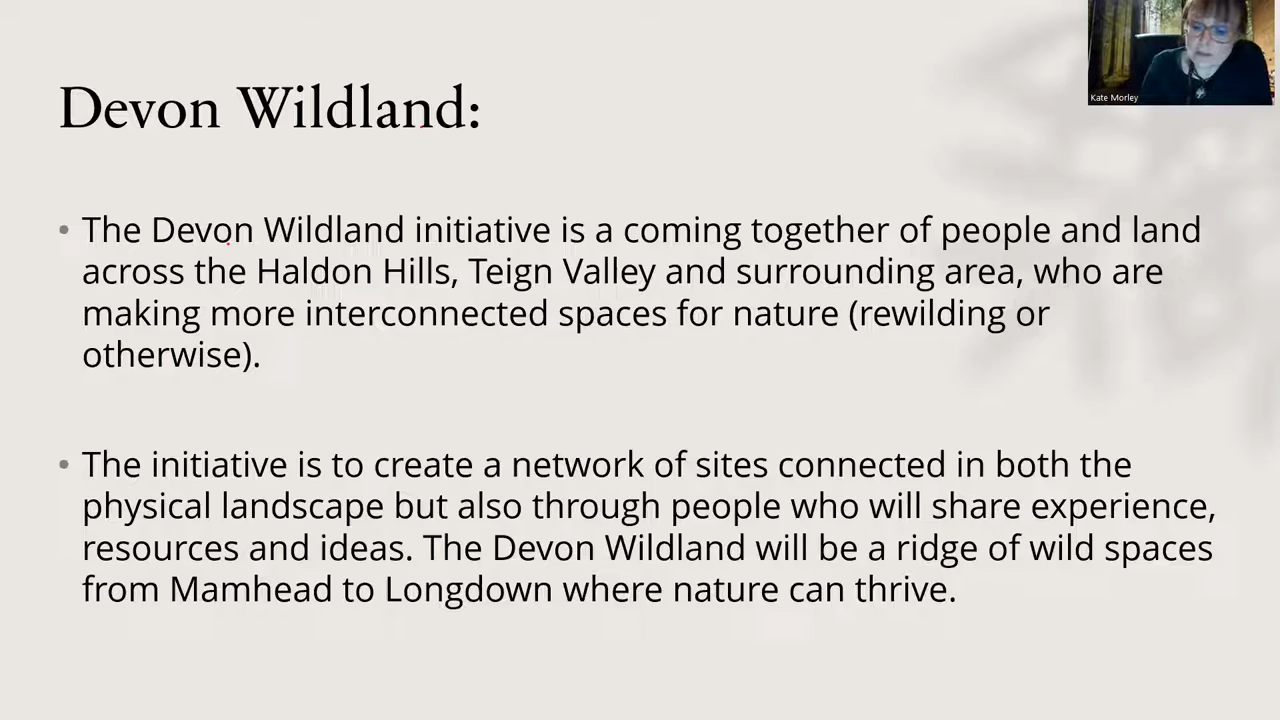 Devon Wildland:
Kate Morley
• The Devon Wildland initiative is a coming together of people and land
across the Haldon Hills, Teign Valley and surrounding area, who are
making more interconnected spaces for nature (rewilding or
otherwise).
• The initiative is to create a network of sites connected in both the
physical landscape but also through people who will share experience,
resources and ideas. The Devon Wildland will be a ridge of wild spaces
from Mamhead to Longdown where nature can thrive.